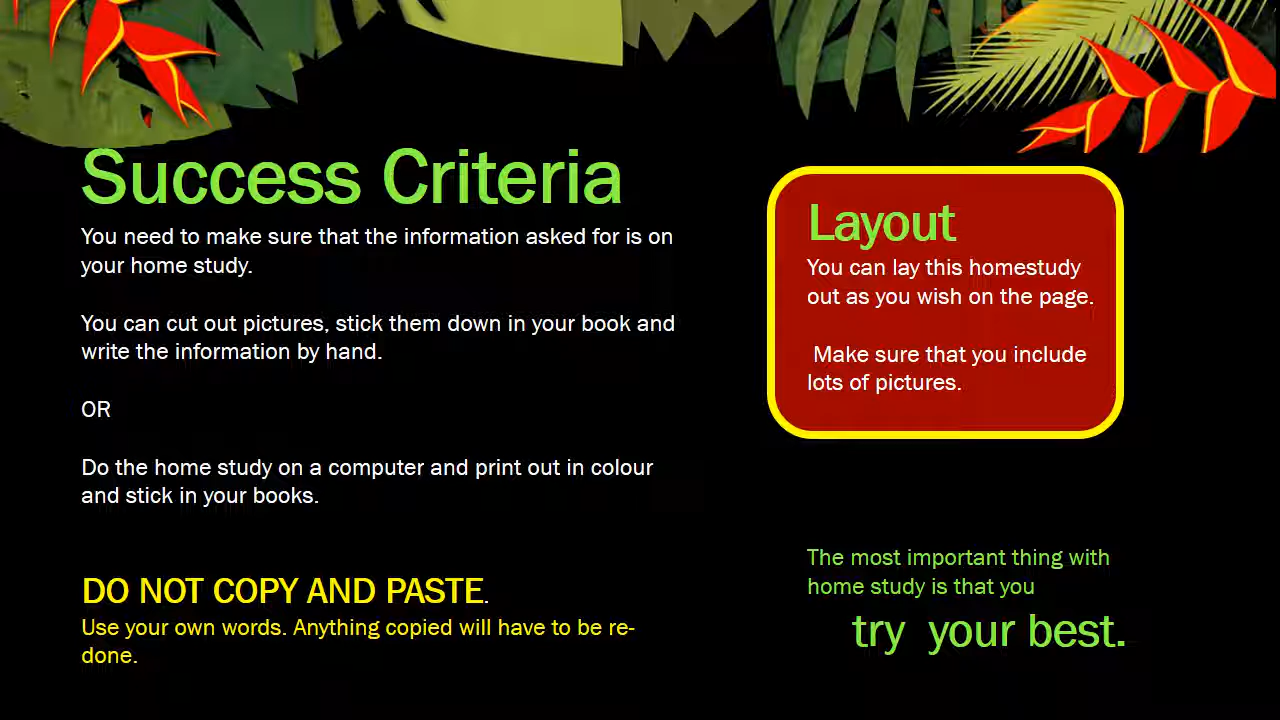 Success Criteria
You need to make sure that the information asked for is on
your home study.
You can cut out pictures, stick them down in your book and
write the information by hand.
OR
Do the home study on a computer and print out in colour
and stick in your books.
DO NOT COPY AND PASTE.
Use your own words. Anything copied will have to be re-
done.
Layout
You can lay this homestudy
out as you wish on the page.
Make sure that you include
lots of pictures.
The most important thing with
home study is that you
try your best.